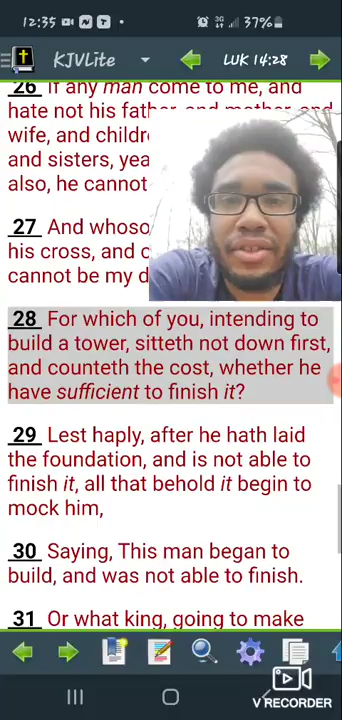 12:35
3G
37%
KJVLite
LUK 14:28
26 If any man come to me, and
hate not his father, and mother, and
wife, and
and sisters, yea
also, he cannot
27 And
his cross, and
cannot be my
28 For which of you, intending to
build a tower, sitteth not down first,
and counteth the cost, whether he
have sufficient to finish it?
29 Lest haply, after he hath laid
the foundation, and is not able to
finish it, all that behold it begin to
mock him,
30 Saying, This man began to
build, and was not able to finish.
31 Or what king, going to make
V RECORDER